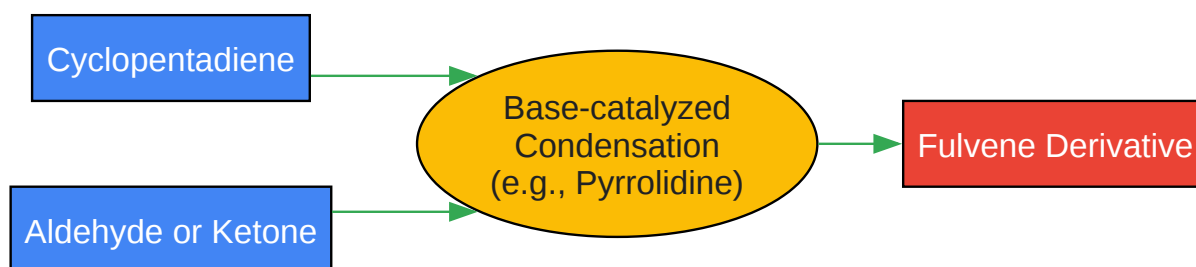 Cyclopentadiene
Base-catalyzed
Condensation
(e.g., Pyrrolidine)
Fulvene Derivative
Aldehyde or Ketone